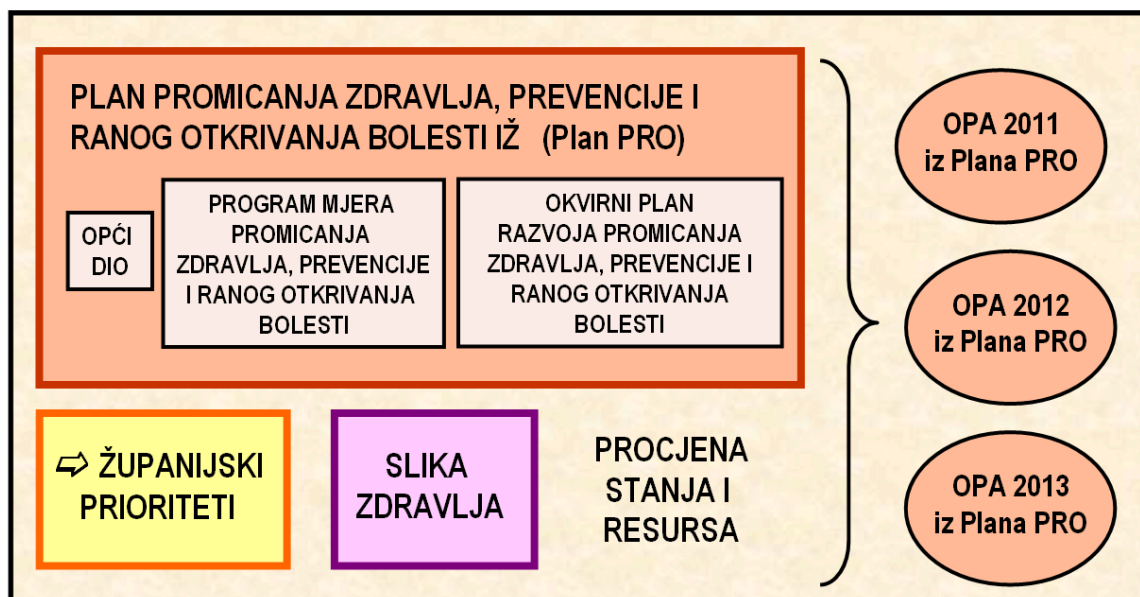 PLAN PROMICANJA ZDRAVLJA, PREVENCIJE I
RANOG OTKRIVANJA BOLESTI IŽ (Plan PRO)
OPĆI
DIO
PROGRAM MJERA
PROMICANJA
ZDRAVLJA, PREVENCIJE
I RANOG OTKRIVANJA
BOLESTI
OKVIRNI PLAN
RAZVOJA PROMICANJA
ZDRAVLJA, PREVENCIJE I
RANOG OTKRIVANJA
BOLESTI
⇨ ŽUPANIJSKI
PRIORITETI
SLIKA
ZDRAVLJA
PROCJENA
STANJA I
RESURSA
OPA 2011
iz Plana PRO
OPA 2012
iz Plana PRO
OPA 2013
iz Plana PRO